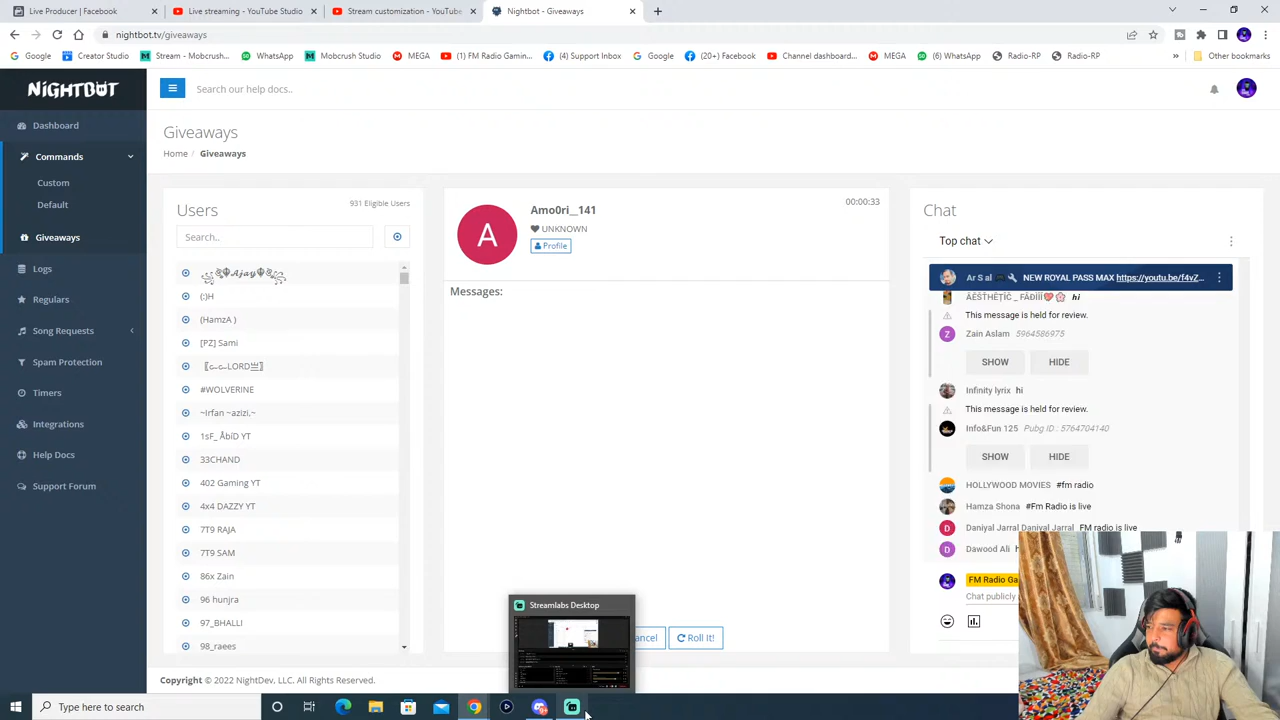 Live Producer | Facebook
(7) Live streaming - YouTube Studio
Stream customization - YouTube
Nightbot - Giveaways
nightbot.tv/giveaways
Google
Creator Studio
Stream - Mobcrush
WhatsApp
Mobcrush Studio
MEGA
(1) FM Radio Gamin...
(4) Support Inbox
Google
(20+) Facebook
Channel dashboard...
(6) WhatsApp
Radio-RP
MEGA
Radio-RP
»
Other bookmarks
NiGHTBOT
Search our help docs..
Dashboard
Commands
Custom
Default
Giveaways
Logs
Regulars
Song Requests
Spam Protection
Timers
Integrations
Help Docs
Support Forum
Giveaways
Home / Giveaways
Users
931 Eligible Users
Search...
(:)H
(HamzA )
[PZ] Sami
#WOLVERINE
~irfan ~azizi.~
1sF_ ÅbïD YT
33CHAND
402 Gaming YT
4x4 DAZZY YT
7T9 RAJA
7T9 SAM
86x Zain
96 hunjra
97_BHALLI
98_raees
A
Amo0ri__141
UNKNOWN
Profile
00:00:33
Messages:
ancel
Roll It!
Chat
Top chat
Ar S al NEW ROYAL PASS MAX https://youtu.be/f4vZ...
hi
This message is held for review.
Z Zain Aslam 5964586975
SHOW HIDE
Infinity lyrix hi
This message is held for review.
Info&Fun 125 Pubg ID : 5764704140
SHOW HIDE
HOLLYWOOD MOVIES #fm radio
Hamza Shona #Fm Radio is live
D Daniyal Jarral Daniyal Jarral FM radio is live
D Dawood Ali h
FM Radio Ga
Chat publicly
Streamlabs Desktop
Type here to search